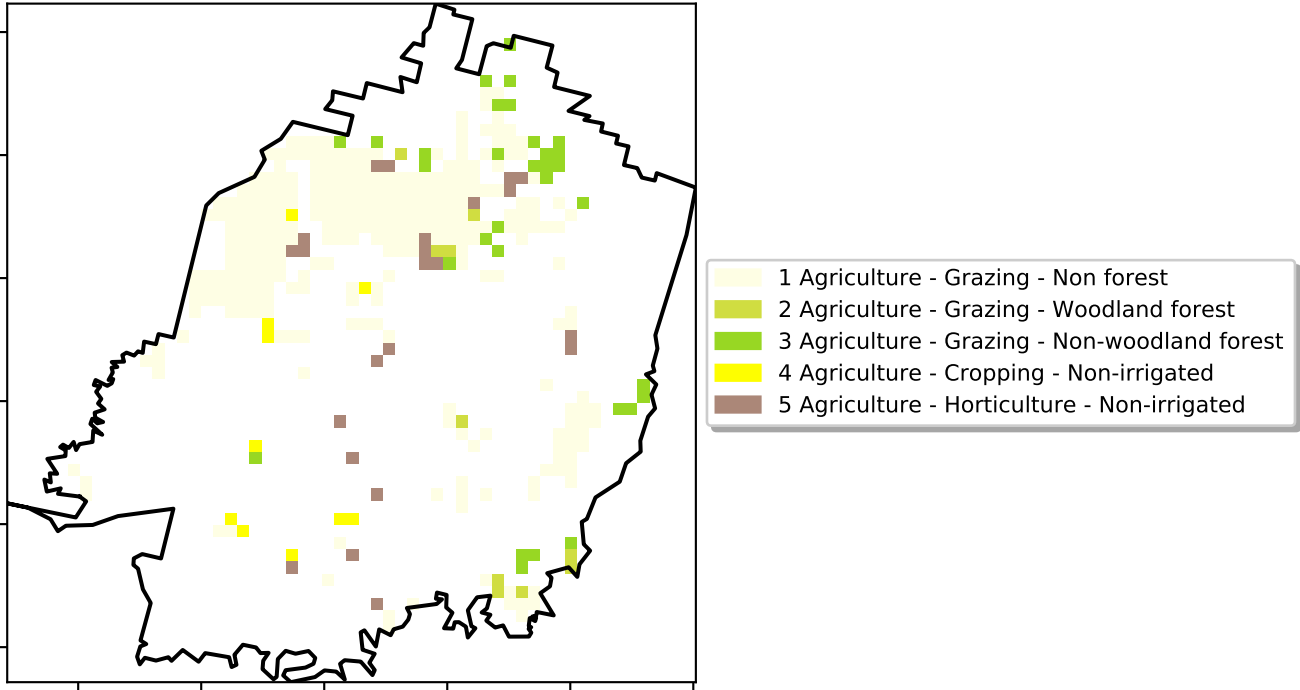 1 Agriculture - Grazing - Non forest
2 Agriculture - Grazing - Woodland forest
3 Agriculture - Grazing - Non-woodland forest
4 Agriculture - Cropping - Non-irrigated
5 Agriculture - Horticulture - Non-irrigated